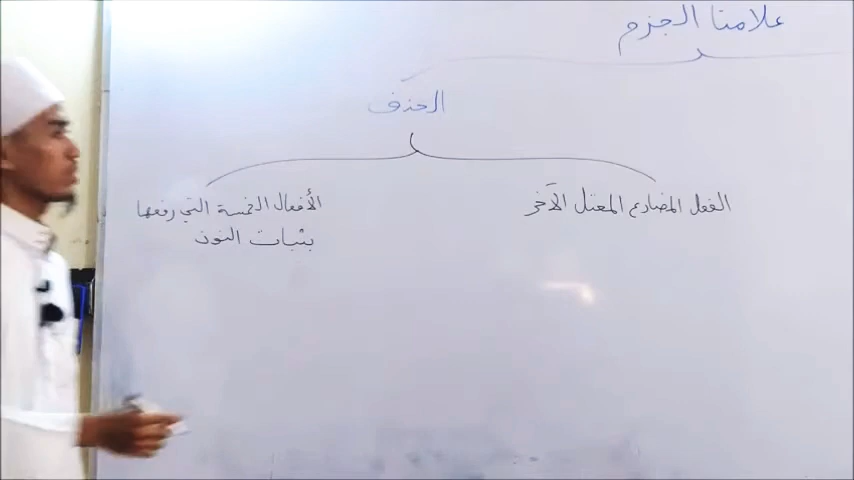 علامتا الجزم
الحذف
الفعل المضارع المعتل الآخر
الأفعال الخمسة التي رفعها
بثبات النون